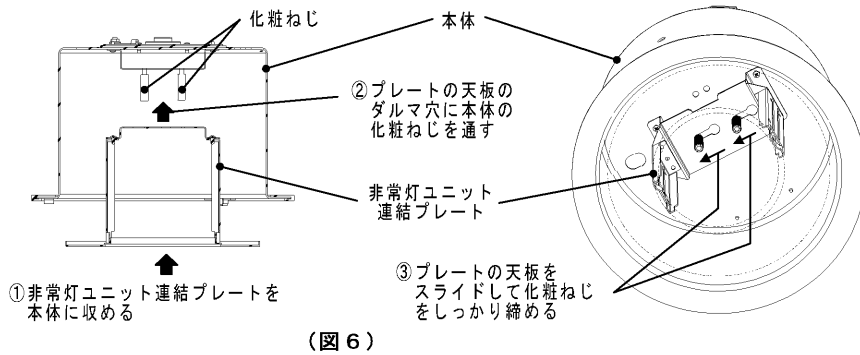 化粧ねじ
本体
②プレートの天板の
ダルマ穴に本体の
化粧ねじを通す
非常灯ユニット
連結プレート
①非常灯ユニット連結プレートを
本体に収める
③プレートの天板を
スライドして化粧ねじ
をしっかり締める
(図6)